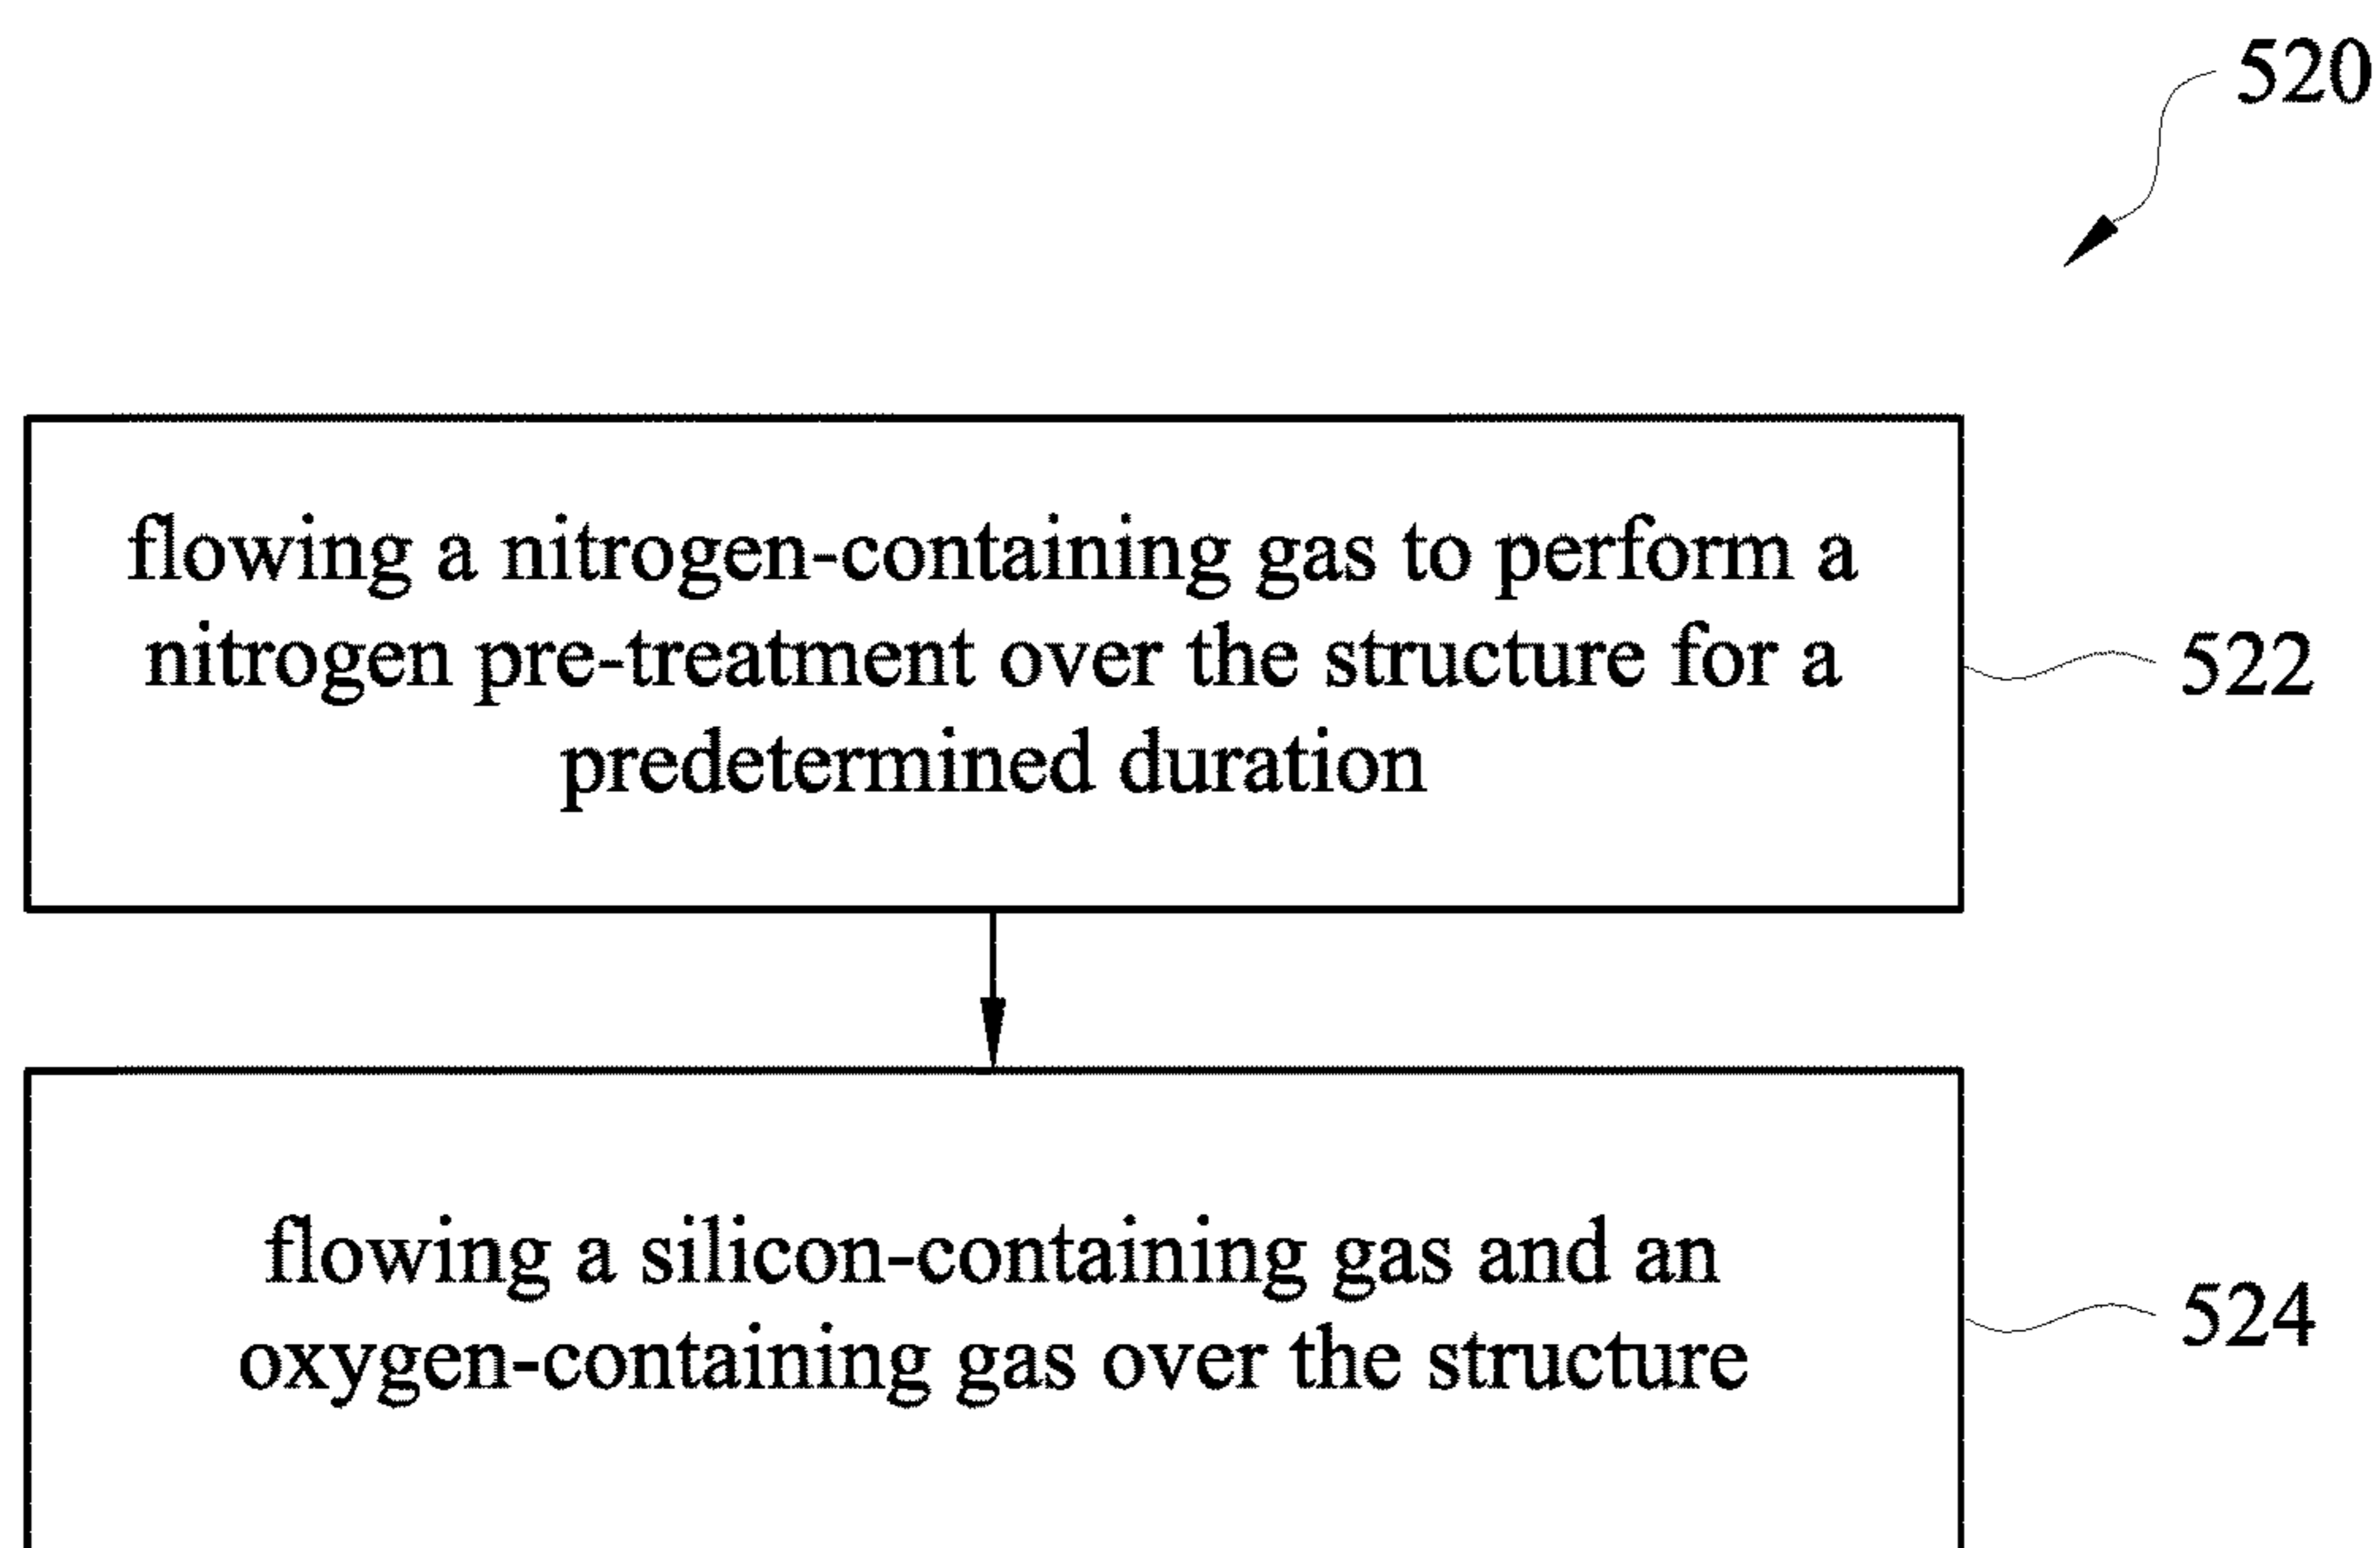 520
flowing a nitrogen-containing gas to perform a
nitrogen pre-treatment over the structure for a
predetermined duration
522
flowing a silicon-containing gas and an
oxygen-containing gas over the structure
524